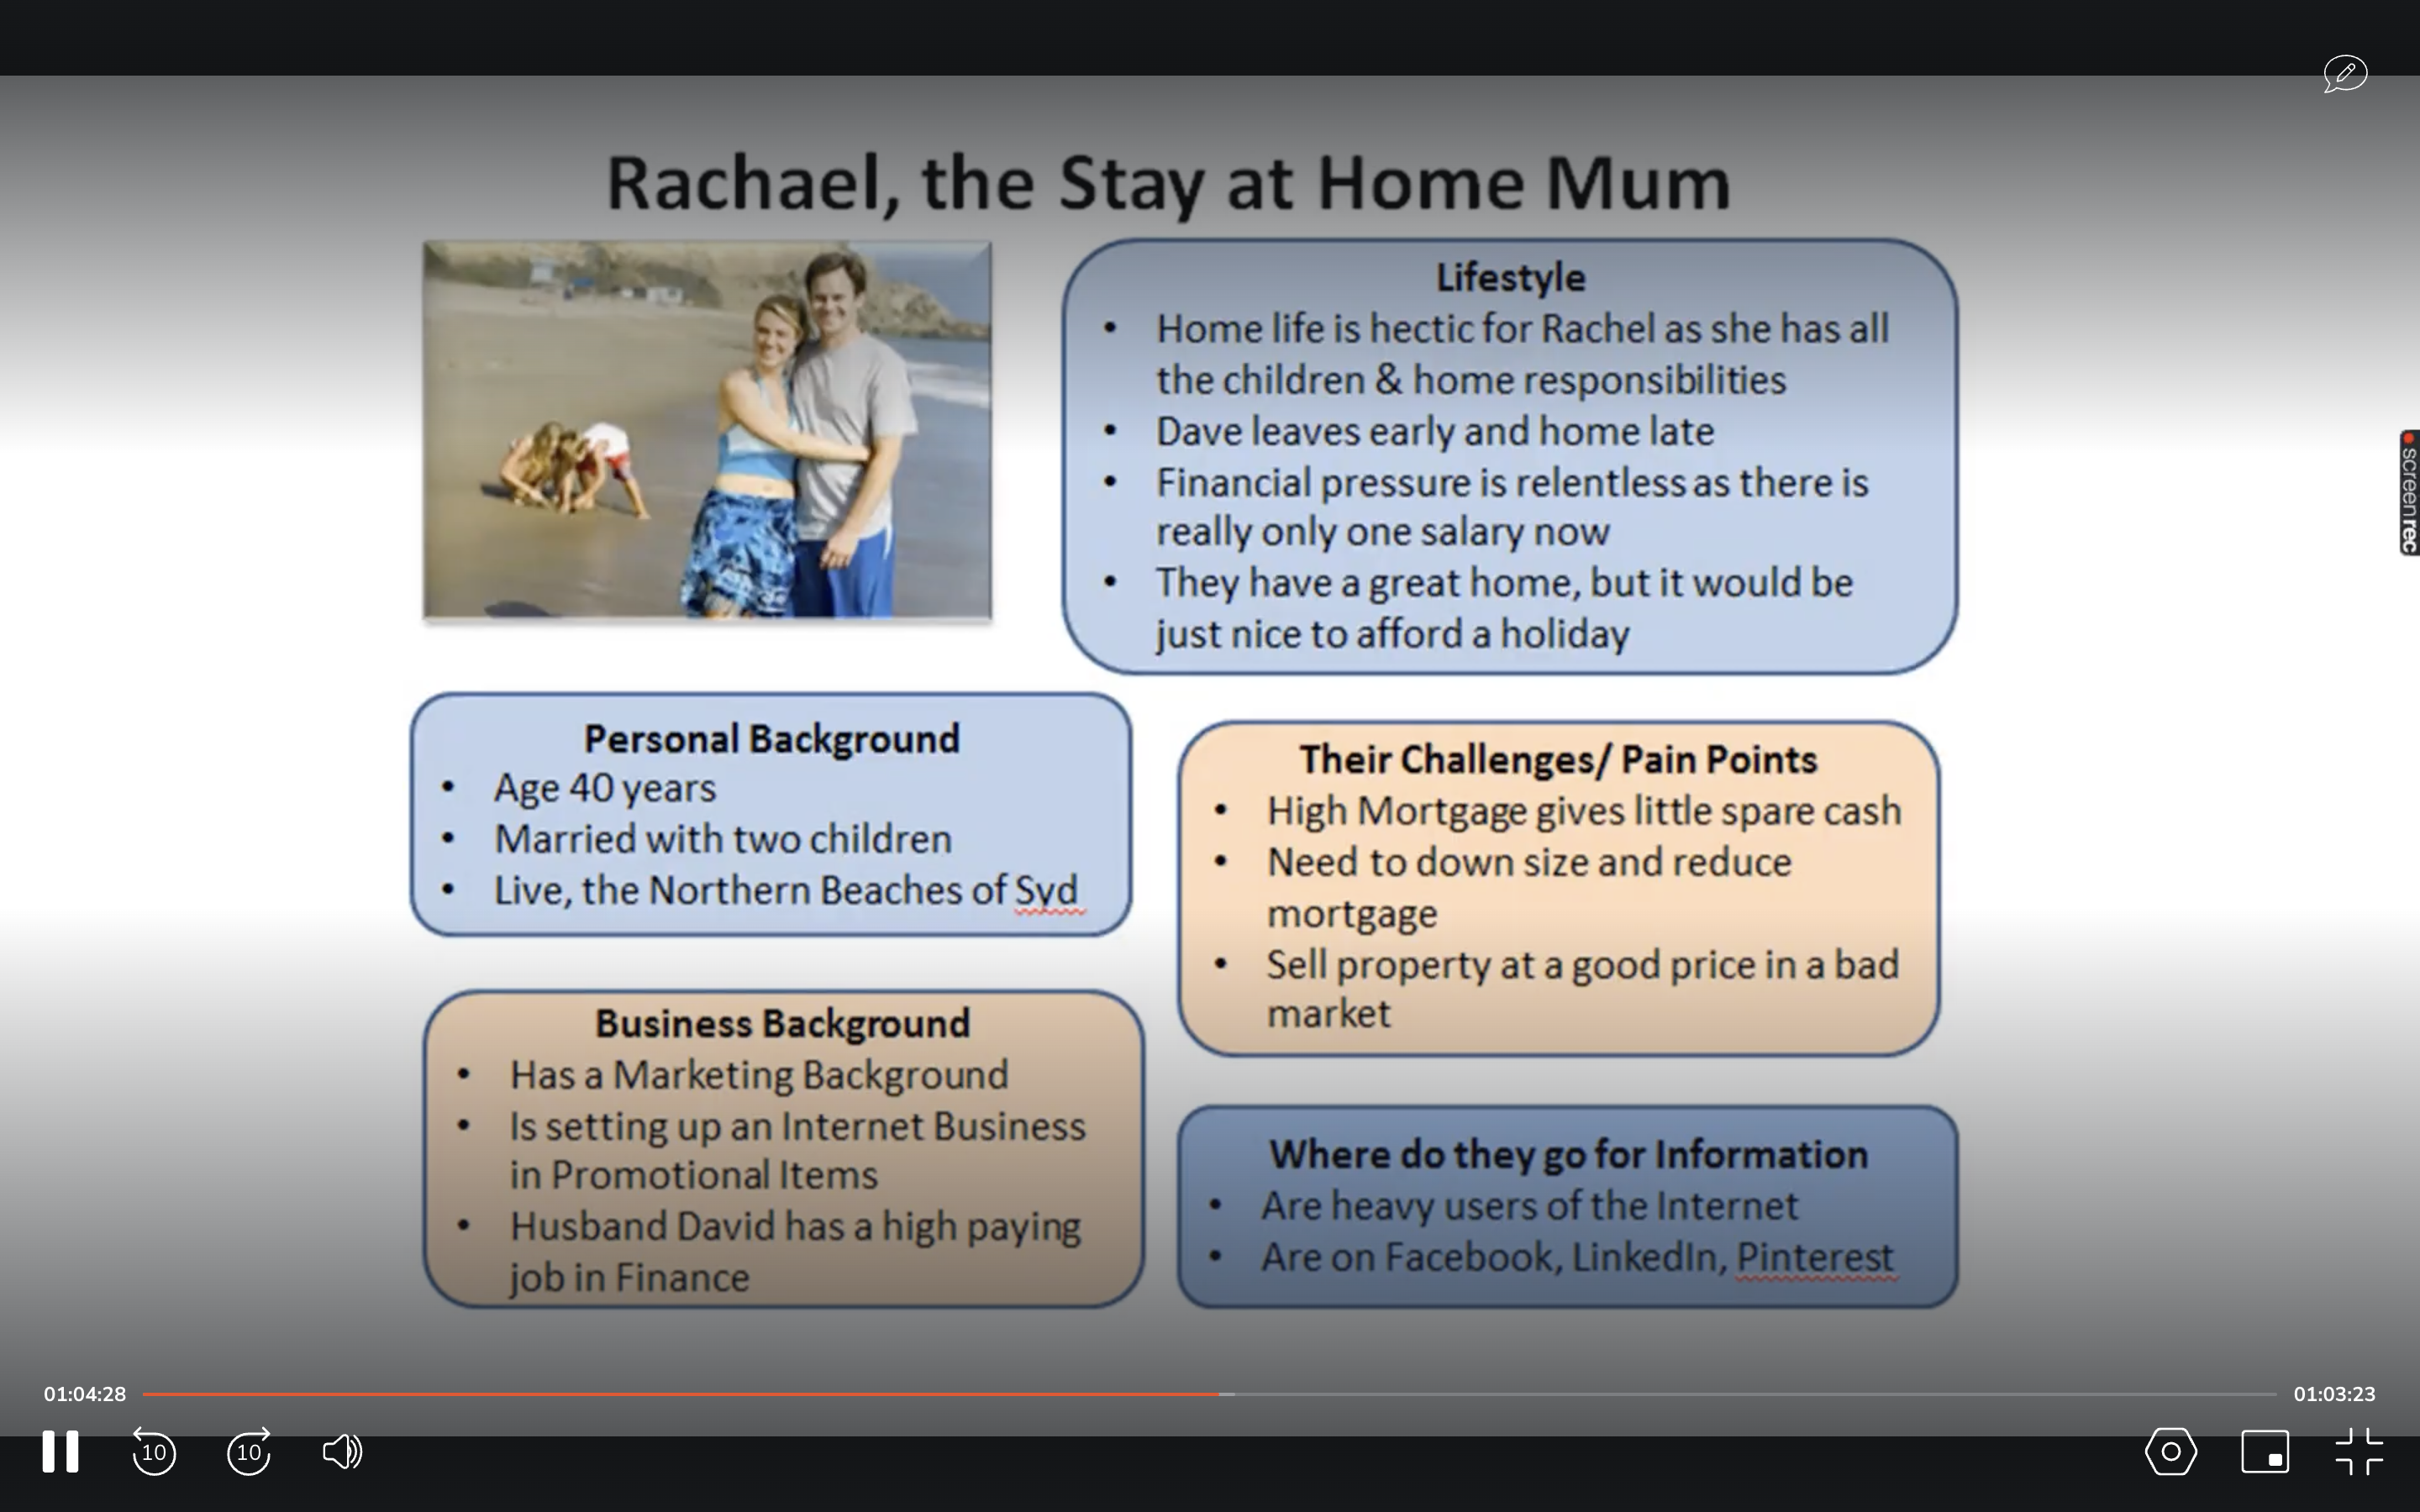 Rachael, the Stay at Home Mum
Lifestyle
• Home life is hectic for Rachel as she has all
the children & home responsibilities
• Dave leaves early and home late
• Financial pressure is relentless as there is
really only one salary now
• They have a great home, but it would be
just nice to afford a holiday
Personal Background
• Age 40 years
• Married with two children
• Live, the Northern Beaches of Syd
Their Challenges/ Pain Points
• High Mortgage gives little spare cash
• Need to down size and reduce
mortgage
• Sell property at a good price in a bad
market
Business Background
• Has a Marketing Background
• Is setting up an Internet Business
in Promotional Items
• Husband David has a high paying
job in Finance
Where do they go for Information
• Are heavy users of the Internet
• Are on Facebook, LinkedIn, Pinterest
screenrec
01:04:28
01:03:23
10
10